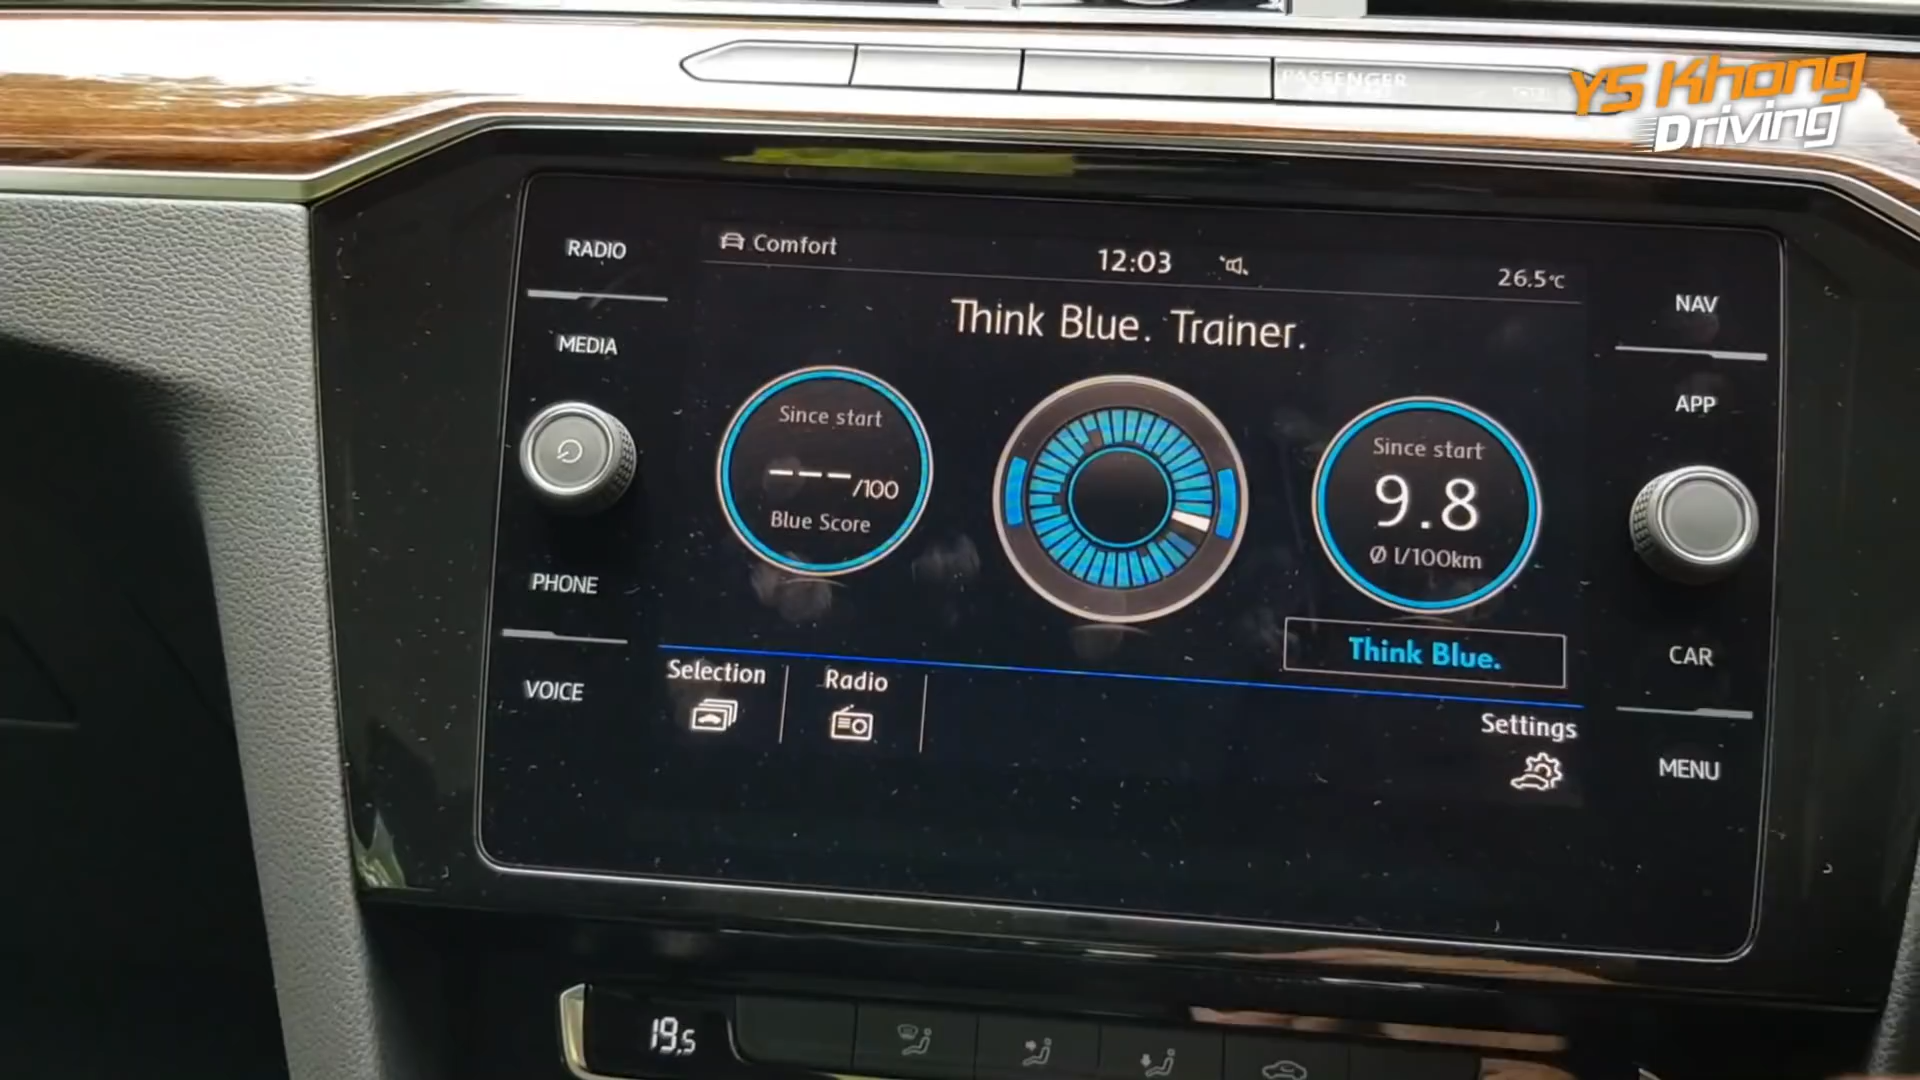 PASSENGER
YS Khong
Driving
RADIO
MEDIA
PHONE
VOICE
Comfort
12:03
26.5°C
Think Blue. Trainer.
Since start
---/100
Blue Score
Since start
9.8
Ø l/100km
Think Blue.
Selection
Radio
Settings
NAV
APP
CAR
MENU
19.5